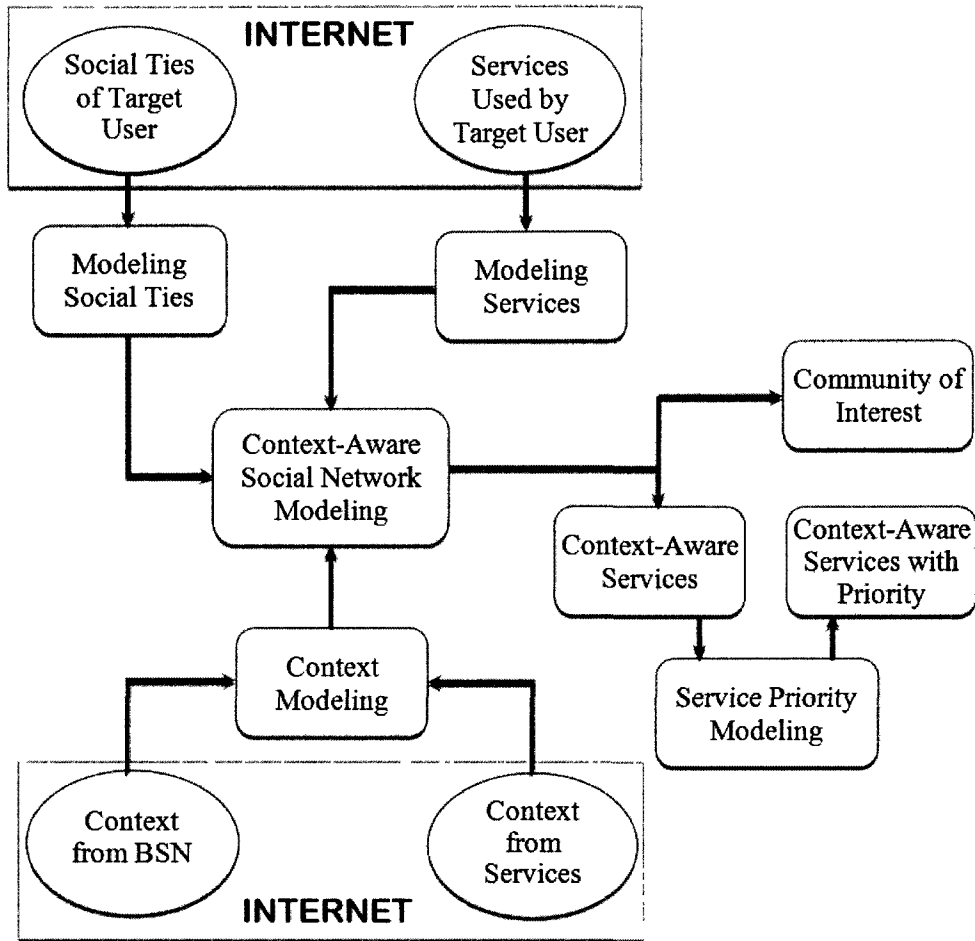 INTERNET
Social Ties
of Target
User
Services
Used by
Target User
Modeling
Social Ties
Modeling
Services
Community of
Interest
Context-Aware
Social Network
Modeling
Context-Aware
Services
Context-Aware
Services with
Priority
Context
Modeling
Service Priority
Modeling
Context
from BSN
Context
from
Services
INTERNET